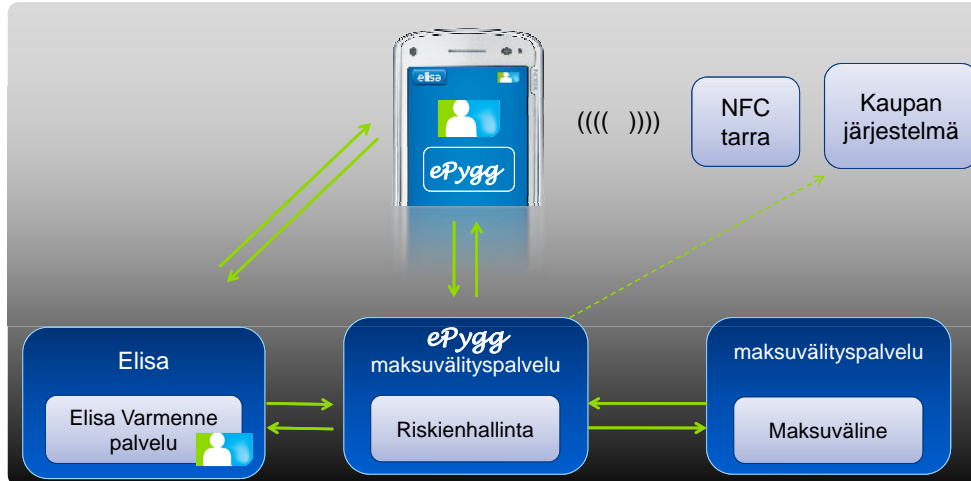 elisa
ePygg
(((( ))))
NFC
tarra
Kaupan
järjestelmä
Elisa
Elisa Varmenne
palvelu
ePygg
maksuvälityspalvelu
Riskienhallinta
maksuvälityspalvelu
Maksuväline